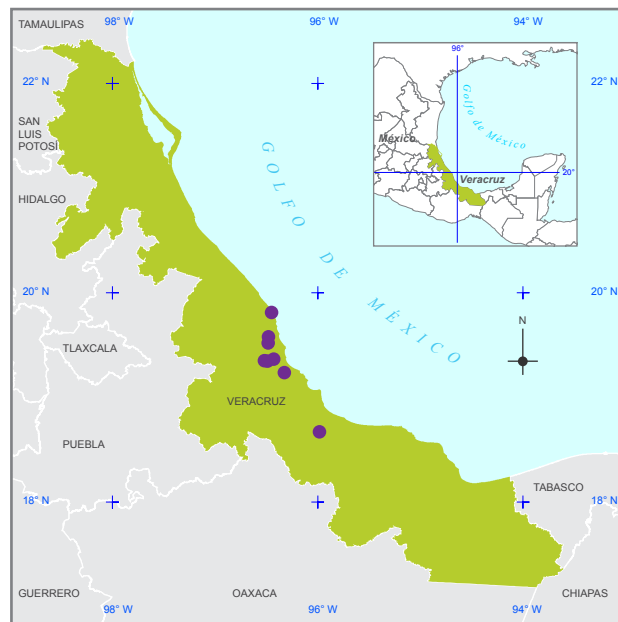 TAMAULIPAS
98° W
96° W
94° W
22° N
22° N
SAN
LUIS
POTOSÍ
HIDALGO
96°
Golfo de México
México
Veracruz
20°
GOLFO DE MÉXICO
20° N
20° N
N
TLAXCALA
VERACRUZ
PUEBLA
TABASCO
18° N
18° N
GUERRERO
OAXACA
CHIAPAS
98° W
96° W
94° W